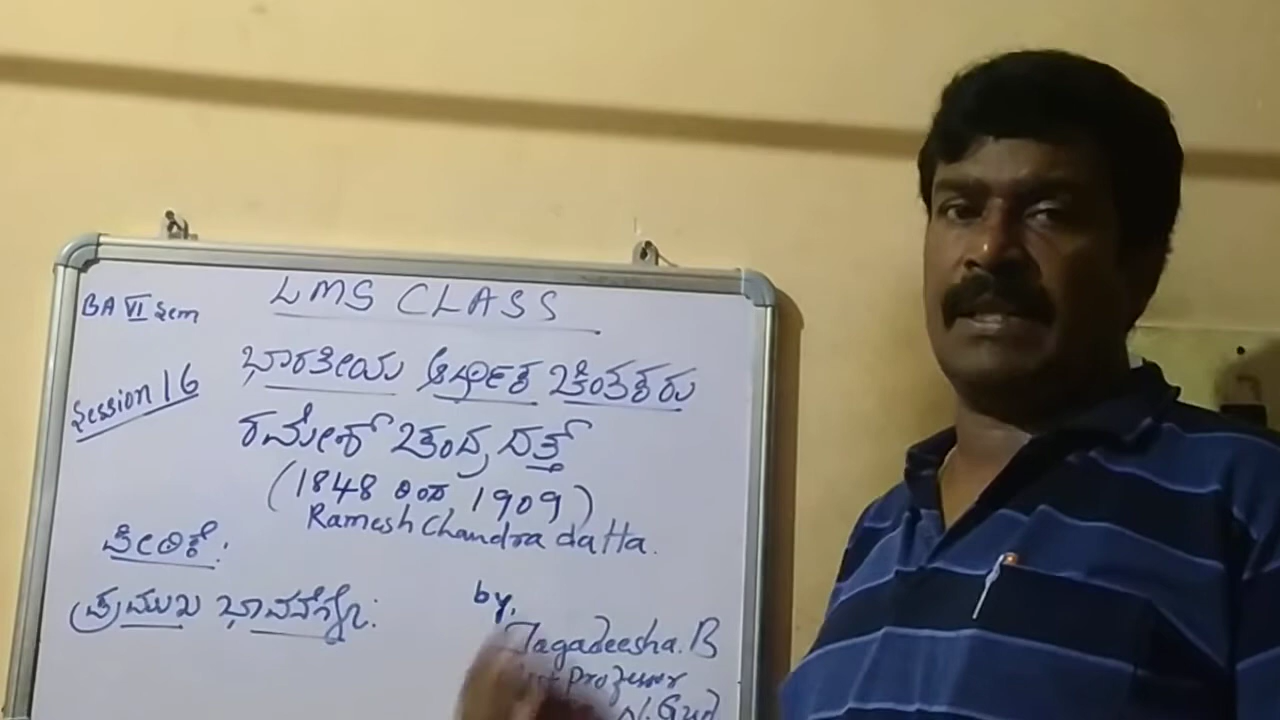 LMS CLASS
BA VI Sem
ಭಾರತೀಯ ಆರ್ಥಿಕ ಚಿಂತಕರು
Session 16
ರಮೇಶ್ ಚಂದ್ರ ದತ್ತ್
(1848 ರಿಂದ 1909)
Ramesh Chandra datta.
ಪೀಠಿಕೆ:
ಪ್ರಮುಖ ಭಾವನೆಗಳು:
by,
Jagadeesha.B
Professor